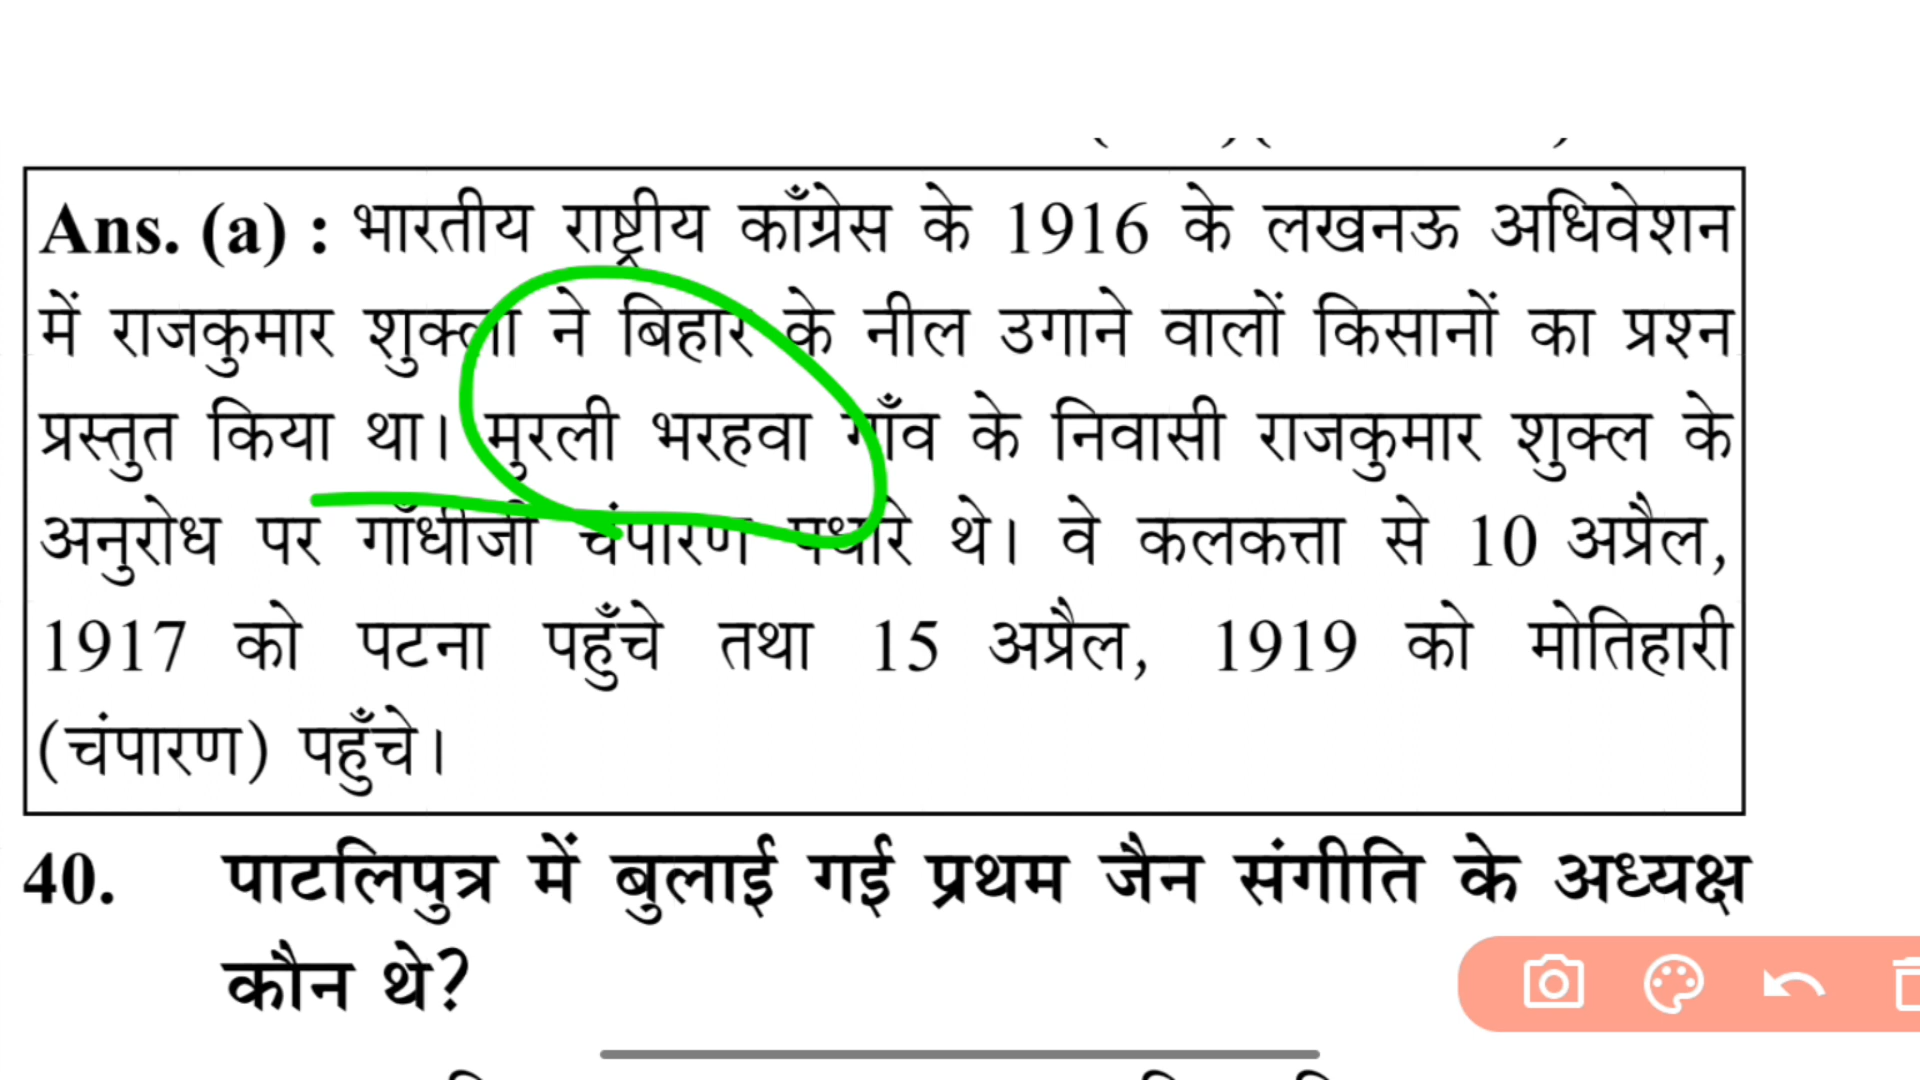 Ans. (a) : भारतीय राष्ट्रीय काँग्रेस के 1916 के लखनऊ अधिवेशन
में राजकुमार शुक्ला ने बिहार के नील उगाने वालों किसानों का प्रश्न
प्रस्तुत किया था। मुरली भरहवा गाँव के निवासी राजकुमार शुक्ल के
अनुरोध पर गाँधीजी चंपारण पधारे थे। वे कलकत्ता से 10 अप्रैल,
1917 को पटना पहुँचे तथा 15 अप्रैल, 1919 को मोतिहारी
(चंपारण) पहुँचे।
40. पाटलिपुत्र में बुलाई गई प्रथम जैन संगीति के अध्यक्ष
कौन थे?